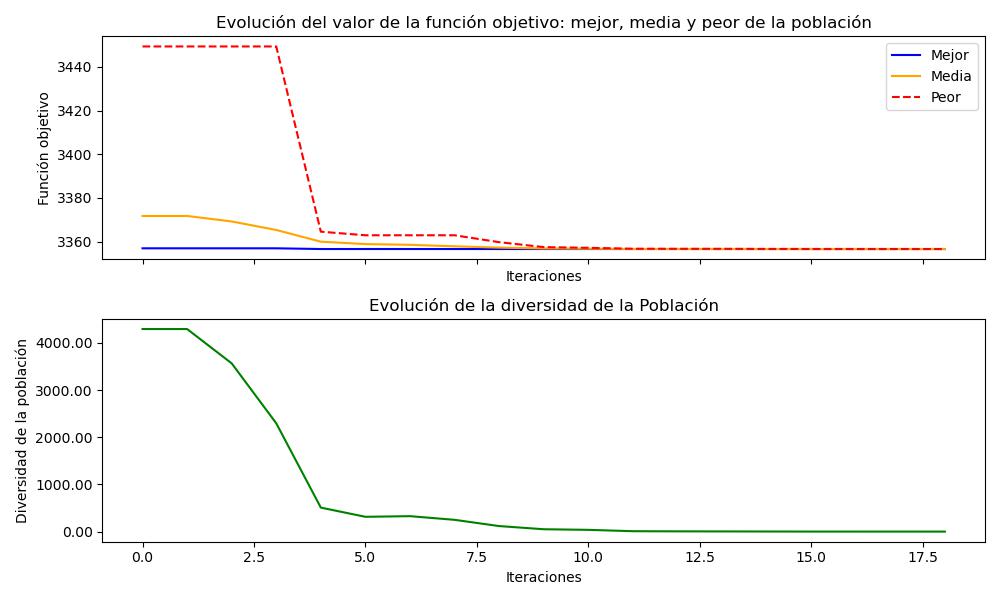 Evolución del valor de la función objetivo: mejor, media y peor de la población
Función objetivo
3440
3420
3400
3380
3360
Mejor
Media
Peor
Iteraciones
Evolución de la diversidad de la Población
Diversidad de la población
4000.00
3000.00
2000.00
1000.00
0.00
0.0 2.5 5.0 7.5 10.0 12.5 15.0 17.5
Iteraciones